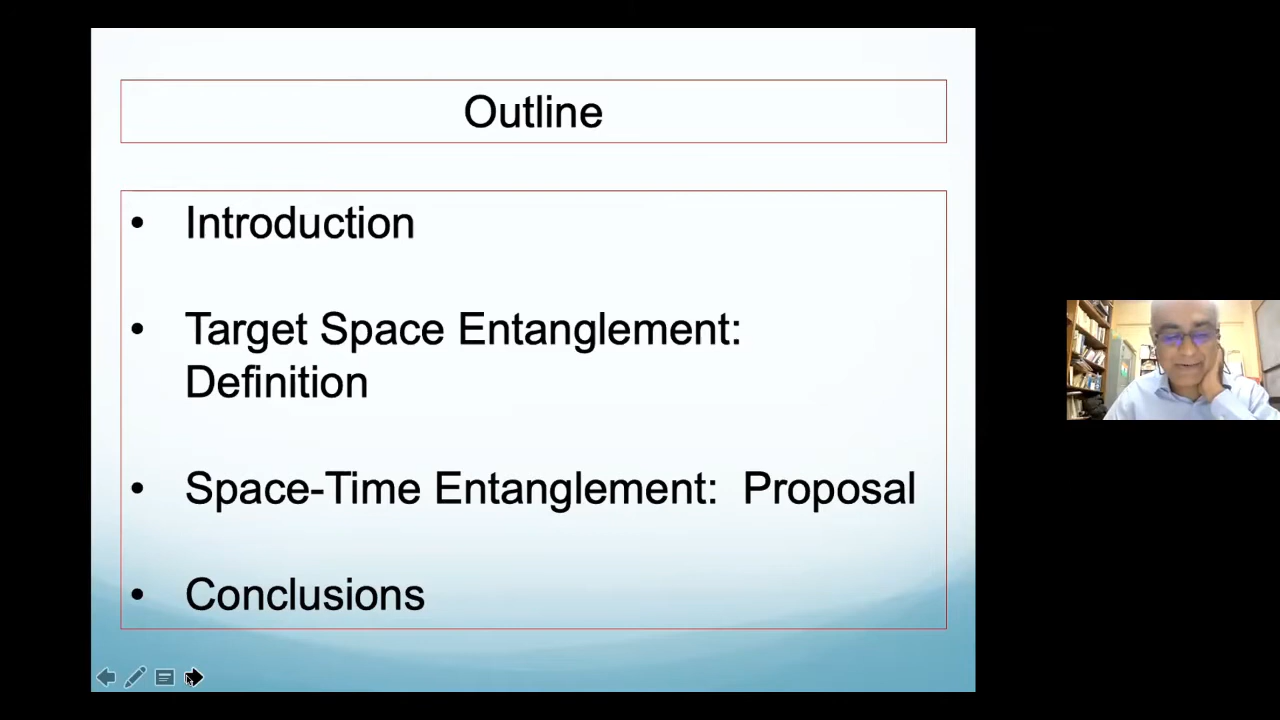 Outline
• Introduction
• Target Space Entanglement:
Definition
• Space-Time Entanglement: Proposal
• Conclusions